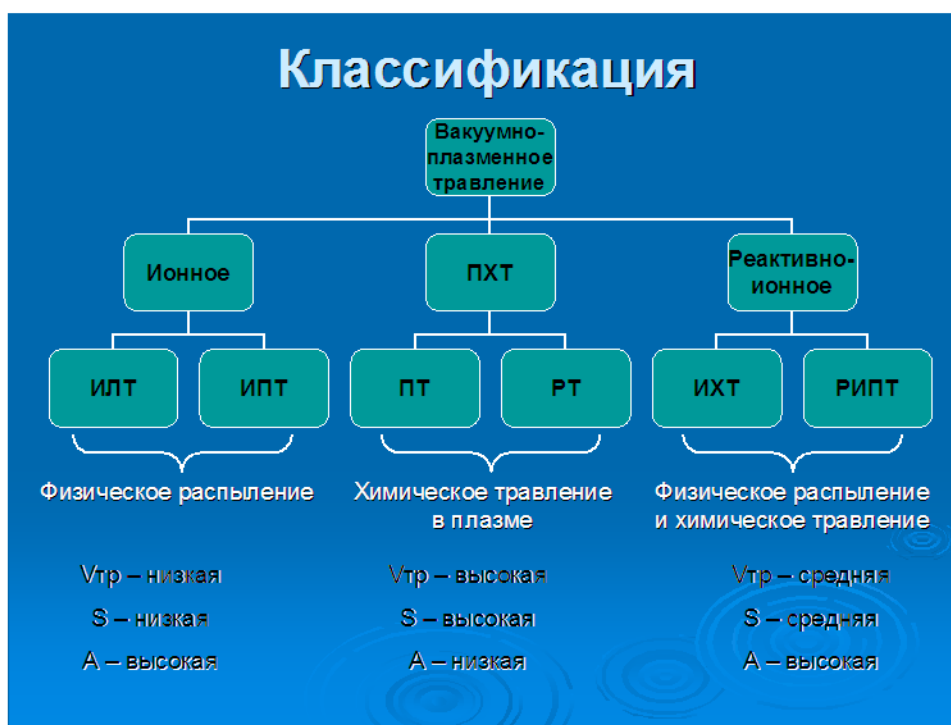 Классификация
Вакуумно-
плазменное
травление
Ионное
ПХТ
Реактивно-
ионное
ИЛТ
ИПТ
ПТ
РТ
ИХТ
РИПТ
Физическое распыление
Химическое травление
в плазме
Физическое распыление
и химическое травление
Vтр – низкая
Vтр – высокая
Vтр – средняя
S – низкая
S – высокая
S – средняя
A – высокая
A – низкая
A – высокая